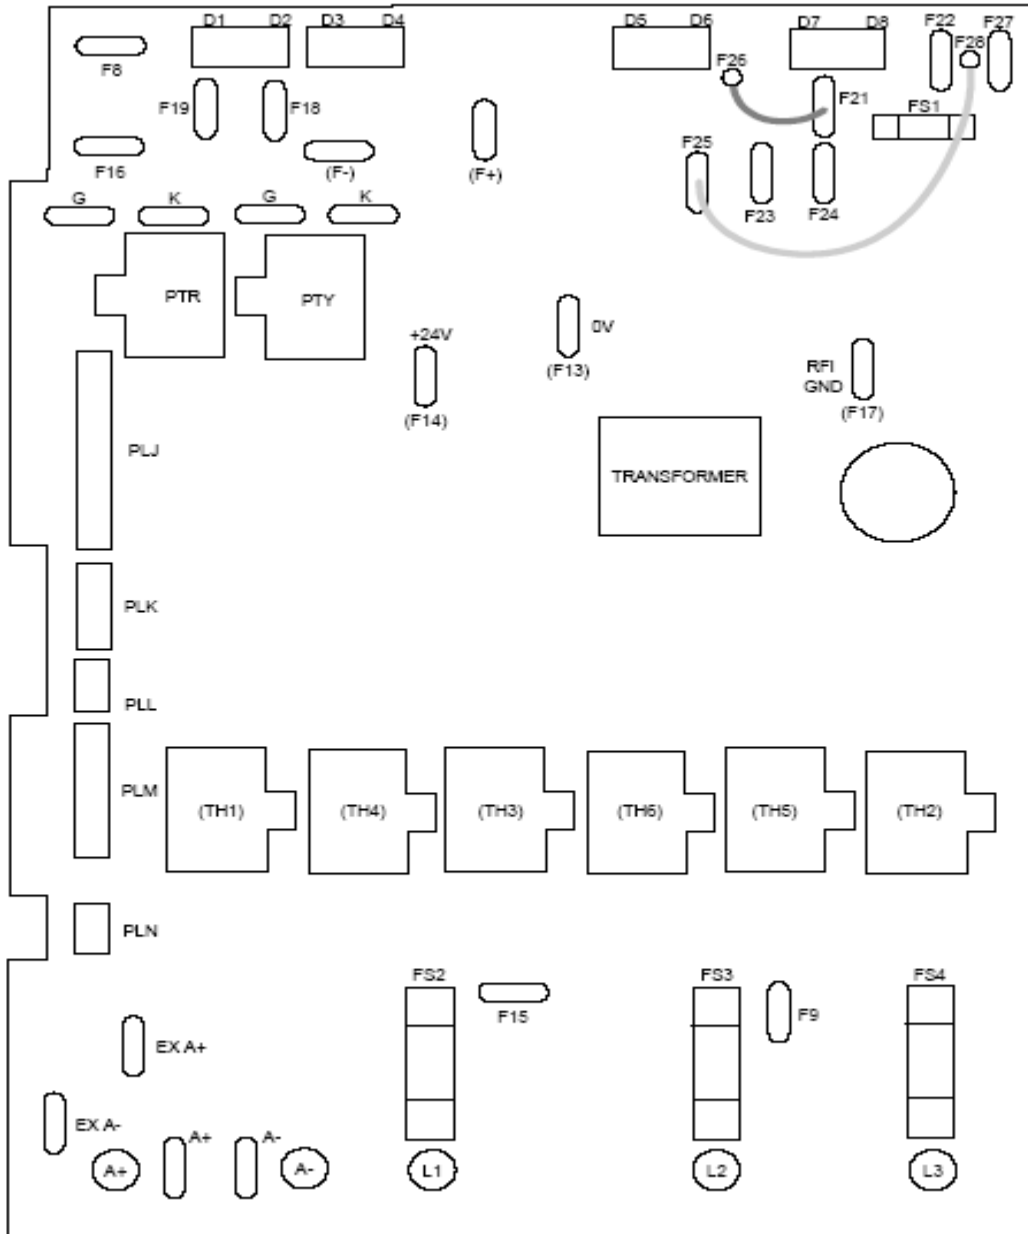 D1 D2 D3 D4 D5 D6 D7 D8 F22 F27
F28
F8 F26
F19 F18 F21 FS1
F16 (F-) (F+) F25
G K G K F23 F24
PTR PTY
+24V 0V
(F13) RFI
GND
(F14) (F17)
PLJ TRANSFORMER
PLK
PLL
PLM (TH1) (TH4) (TH3) (TH6) (TH5) (TH2)
PLN
FS2 FS3 FS4
F15 F9
EX A+
EX A- A+ A-
A+ A- L1 L2 L3